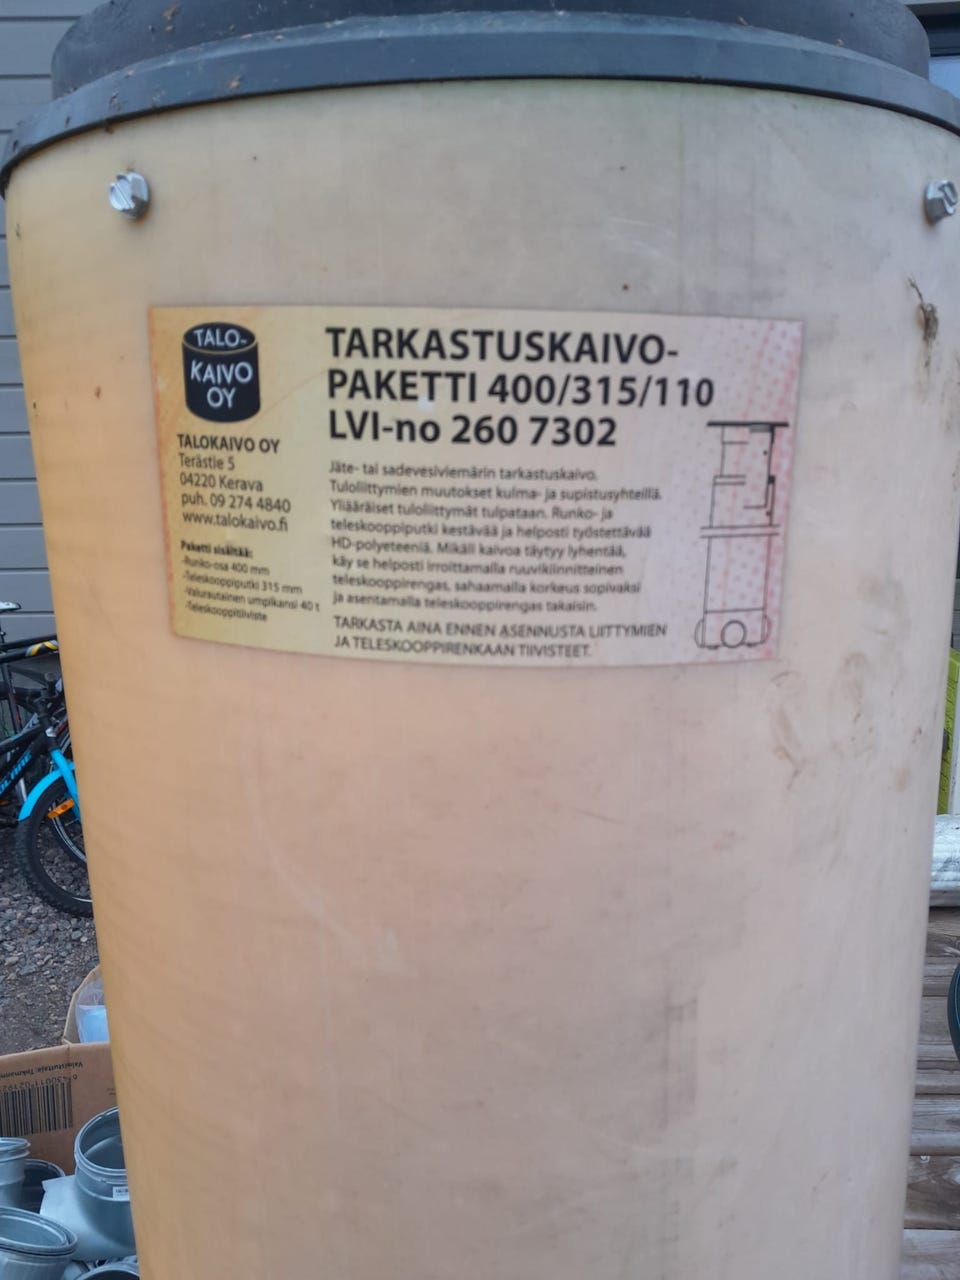 TALO-
KAIVO
OY
TALOKAIVO OY
Terästie 5
04220 Kerava
puh. 09 274 4840
www.talokaivo.fi
Paketti sisältää:
-Runko-osa 400 mm
-Teleskooppiputki 315 mm
-Valurautainen umpikansi 40 t
-Teleskooppitiiviste
TARKASTUSKAIVO-
PAKETTI 400/315/110
LVI-no 260 7302
Jäte- tai sadevesiviemärin tarkastuskaivo.
Tuloliittymien muutokset kulma- ja supistusyhteillä.
Ylimääräiset tuloliittymät tulpataan. Runko- ja
teleskooppiputki kestävää ja helposti työstettävää
HD-polyeteeniä. Mikäli kaivoa täytyy lyhentää,
käy se helposti irroittamalla ruuvikiinnitteinen
teleskooppirengas, sahaamalla korkeus sopivaksi
ja asentamalla teleskooppirengas takaisin.
TARKASTA AINA ENNEN ASENNUSTA LIITTYMIEN
JA TELESKOOPPIRENKAAN TIIVISTEET.